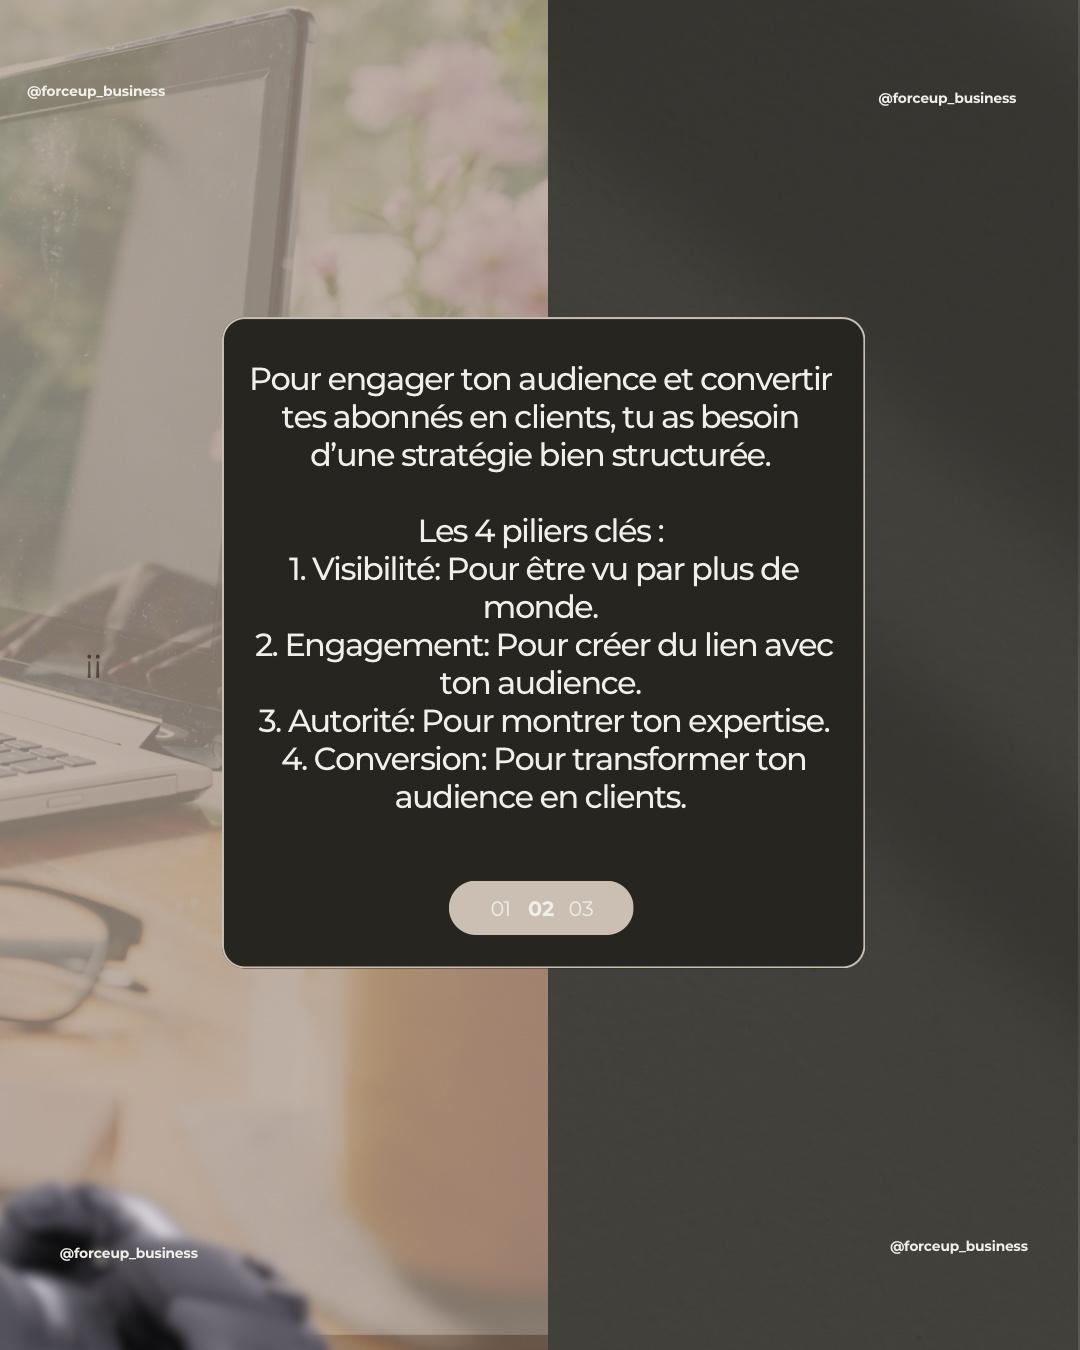 @forceup_business
@forceup_business
Pour engager ton audience et convertir
tes abonnés en clients, tu as besoin
d’une stratégie bien structurée.
Les 4 piliers clés :
1. Visibilité: Pour être vu par plus de
monde.
2. Engagement: Pour créer du lien avec
ton audience.
3. Autorité: Pour montrer ton expertise.
4. Conversion: Pour transformer ton
audience en clients.
¡¡
01 02 03
@forceup_business
@forceup_business